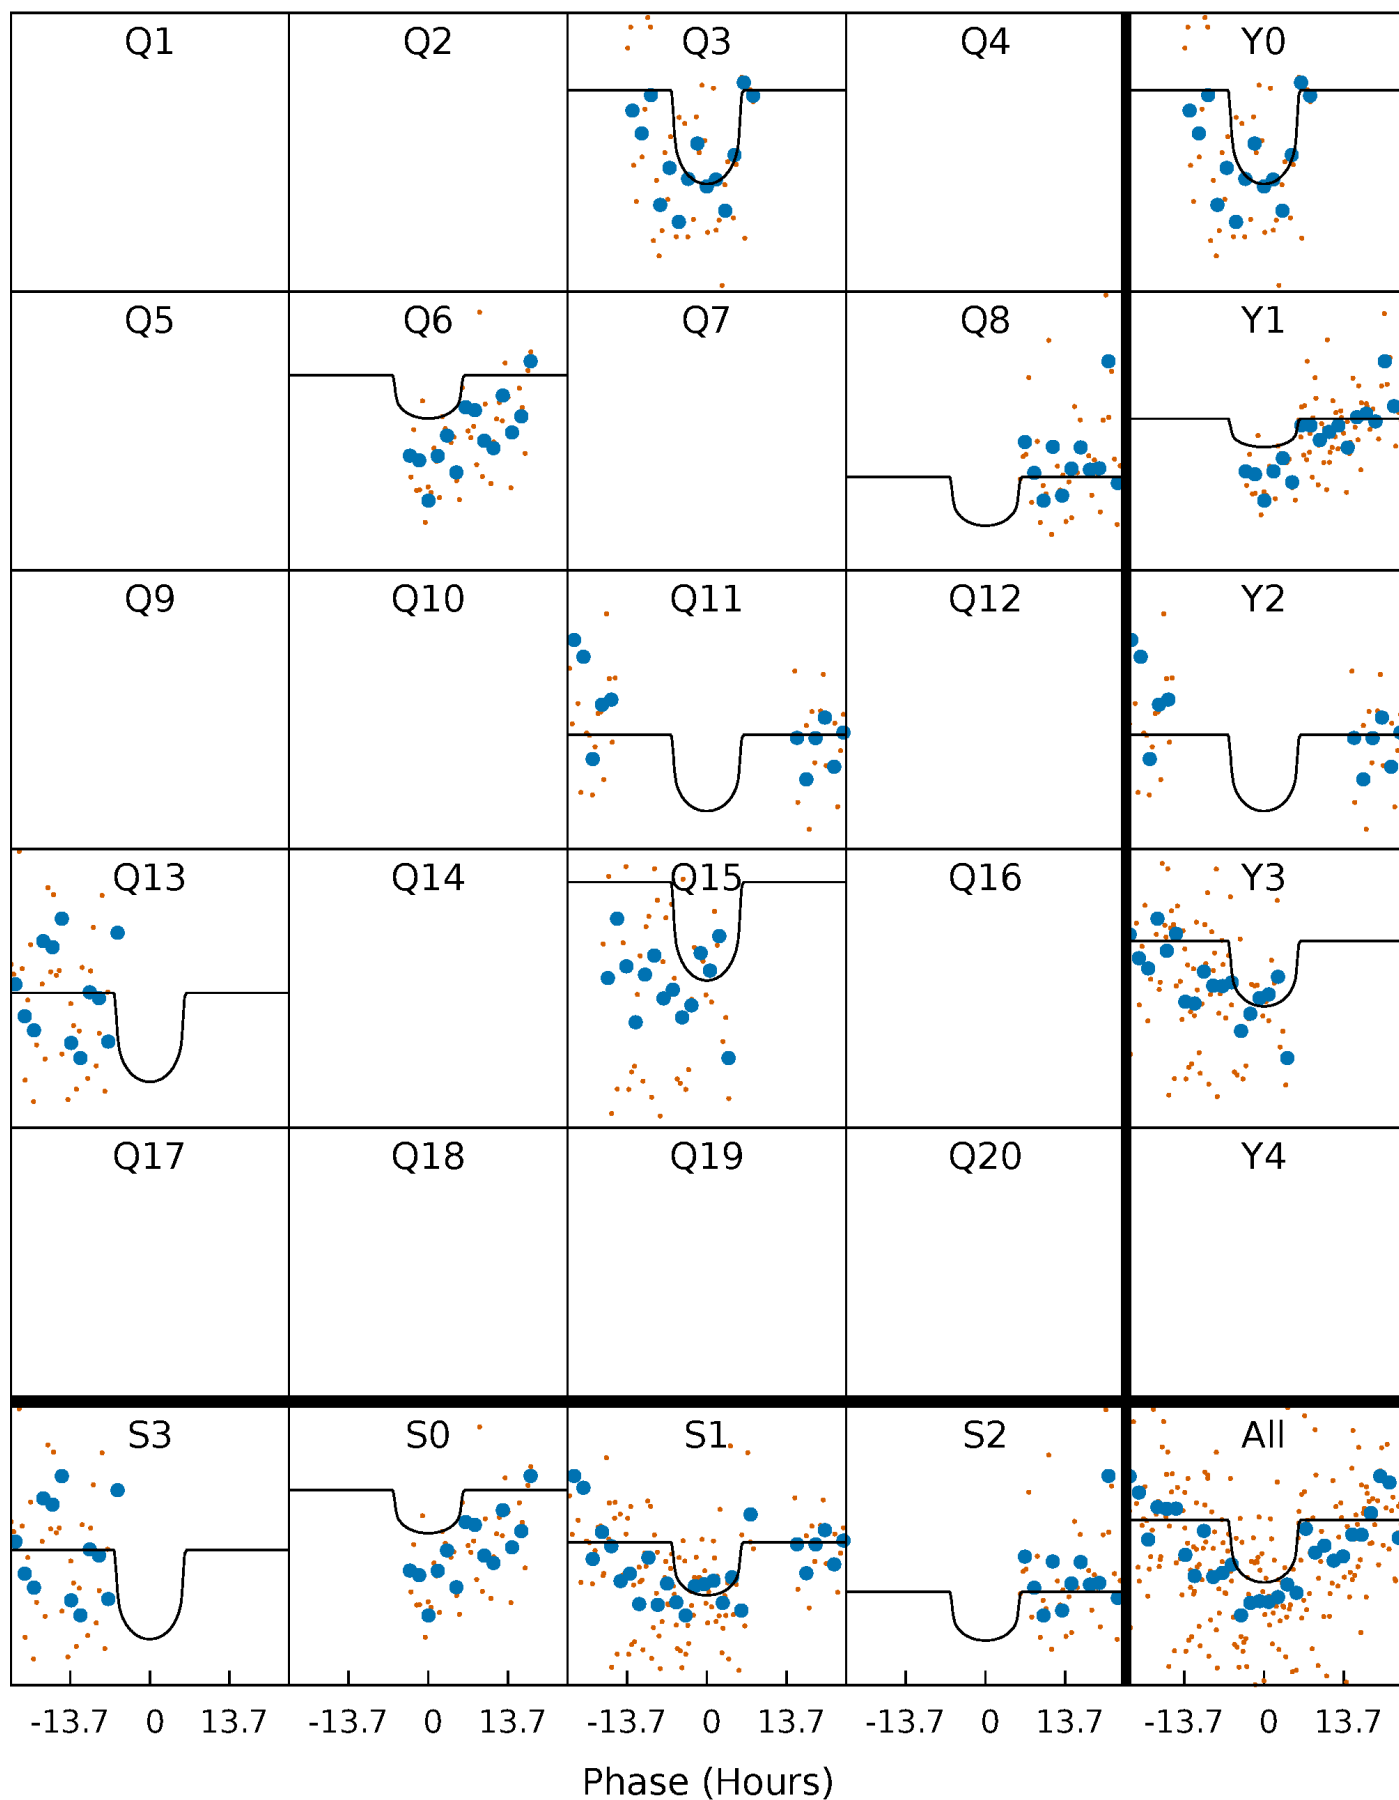 Q1 Q2 Q3 Q4 Y0
Q5 Q6 Q7 Q8 Y1
Q9 Q10 Q11 Q12 Y2
Q13 Q14 Q15 Q16 Y3
Q17 Q18 Q19 Q20 Y4
S3 S0 S1 S2 All
-13.7 0 13.7 -13.7 0 13.7 -13.7 0 13.7 -13.7 0 13.7 -13.7 0 13.7
Phase (Hours)